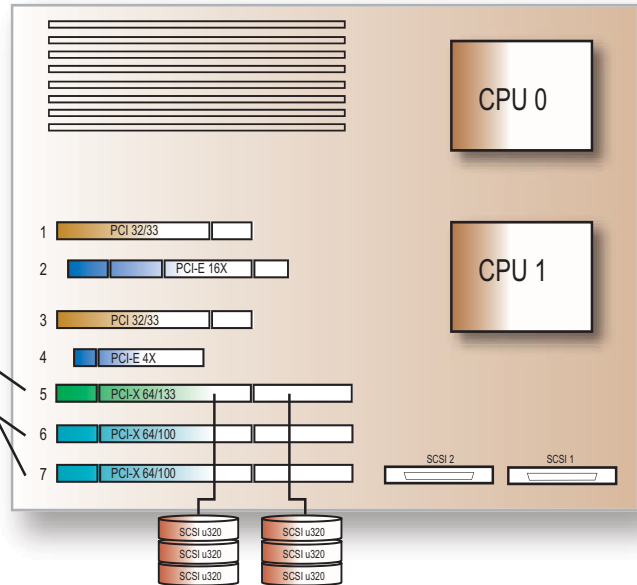 CPU 0
CPU 1
1 PCI 32/33
2 PCI-E 16X
3 PCI 32/33
4 PCI-E 4X
5 PCI-X 64/133
6 PCI-X 64/100
7 PCI-X 64/100
SCSI 2 SCSI 1
SCSI u320 SCSI u320
SCSI u320 SCSI u320
SCSI u320 SCSI u320